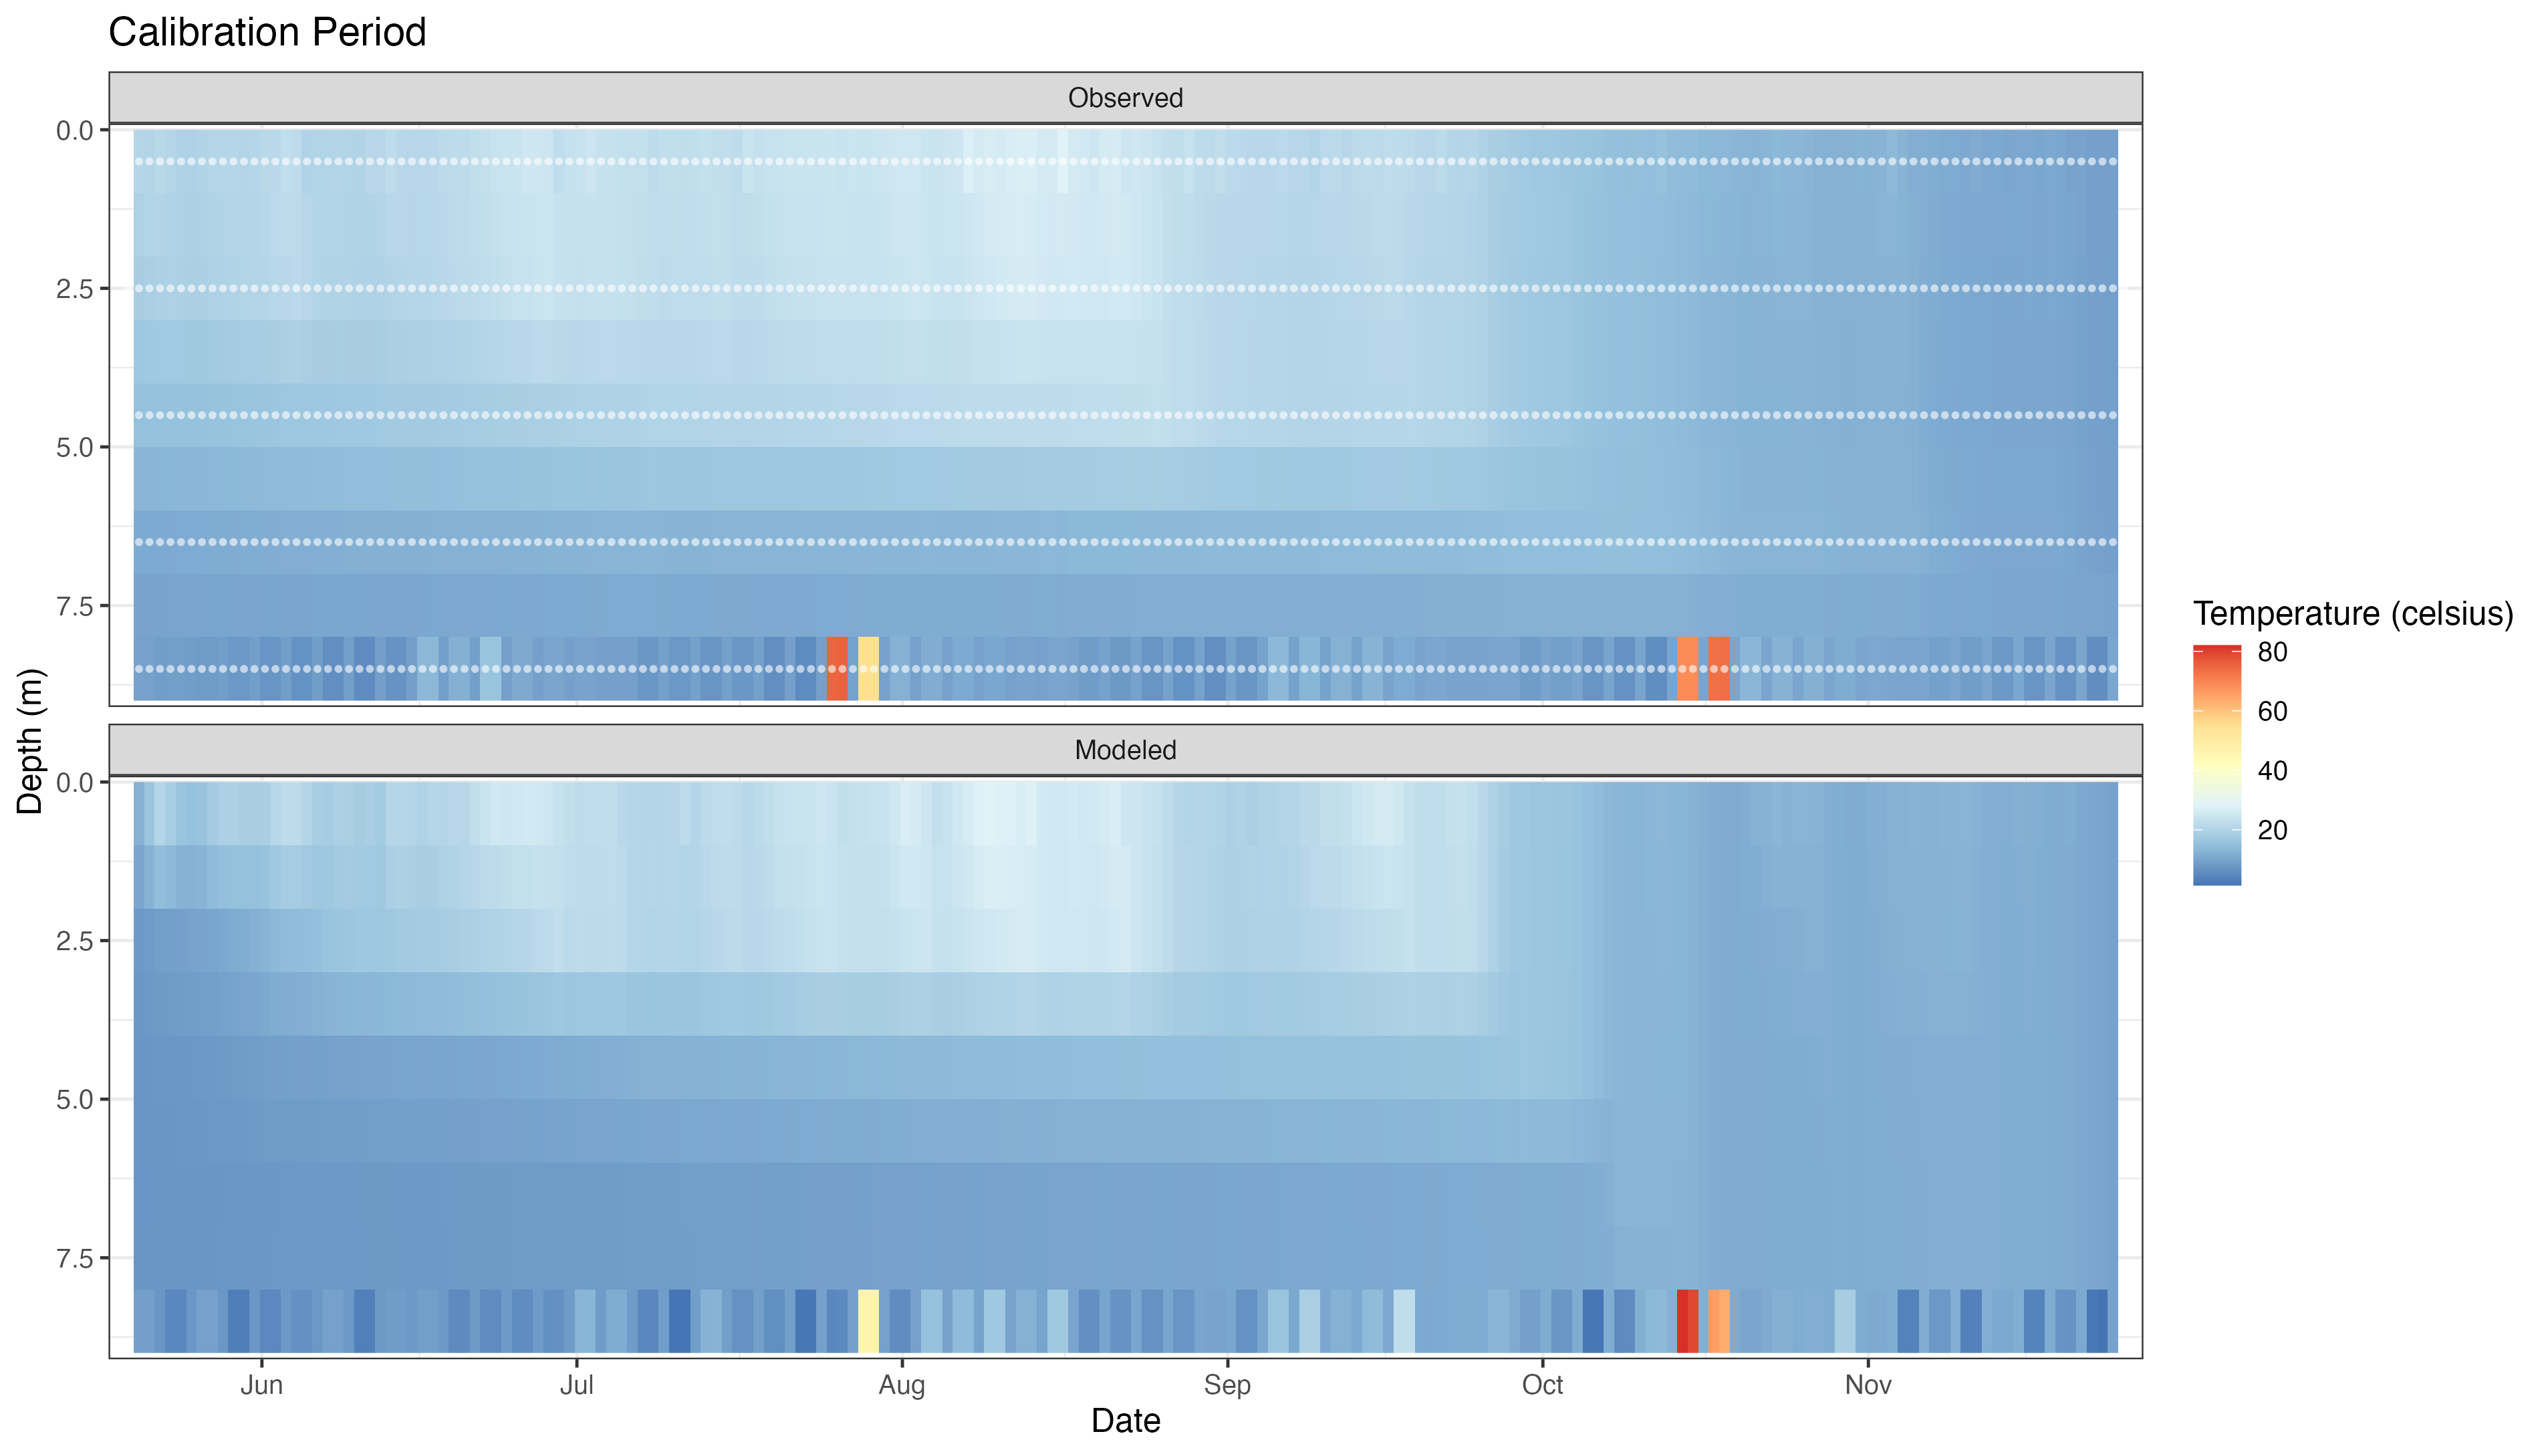 Calibration Period
Observed
0.0
2.5
5.0
7.5
Modeled
0.0
2.5
5.0
7.5
Depth (m)
Jun Jul Aug Sep Oct Nov
Date
Temperature (celsius)
80
60
40
20